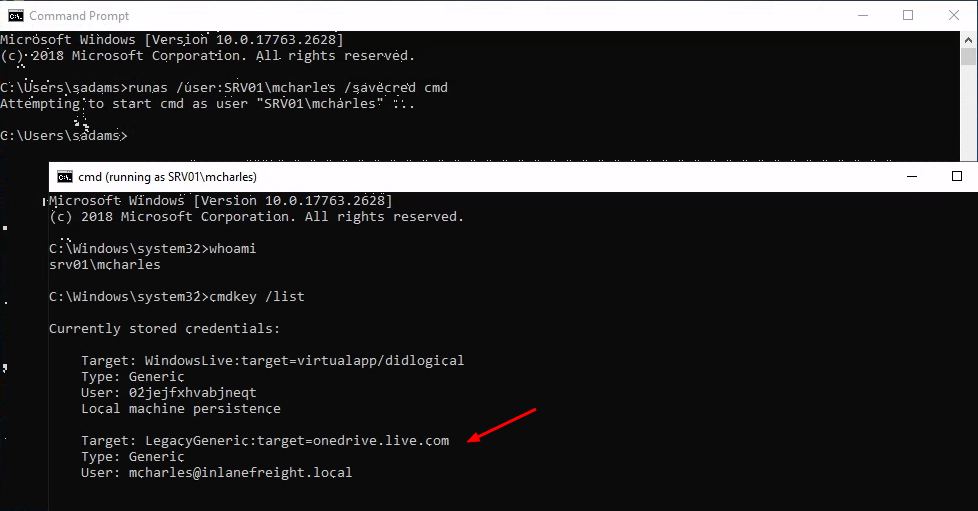 Command Prompt
Microsoft Windows [Version 10.0.17763.2628]
(c) 2018 Microsoft Corporation. All rights reserved.
C:\Users\sadams>runas /user:SRV01\mcharles /savecred cmd
Attempting to start cmd as user "SRV01\mcharles" ...
C:\Users\sadams>
cmd (running as SRV01\mcharles)
Microsoft Windows [Version 10.0.17763.2628]
(c) 2018 Microsoft Corporation. All rights reserved.
C:\Windows\system32>whoami
srv01\mcharles
C:\Windows\system32>cmdkey /list
Currently stored credentials:
Target: WindowsLive:target=virtualapp/didlogical
Type: Generic
User: 02jejfxhvabjneqt
Local machine persistence
Target: LegacyGeneric:target=onedrive.live.com
Type: Generic
User: mcharles@inlanefreight.local